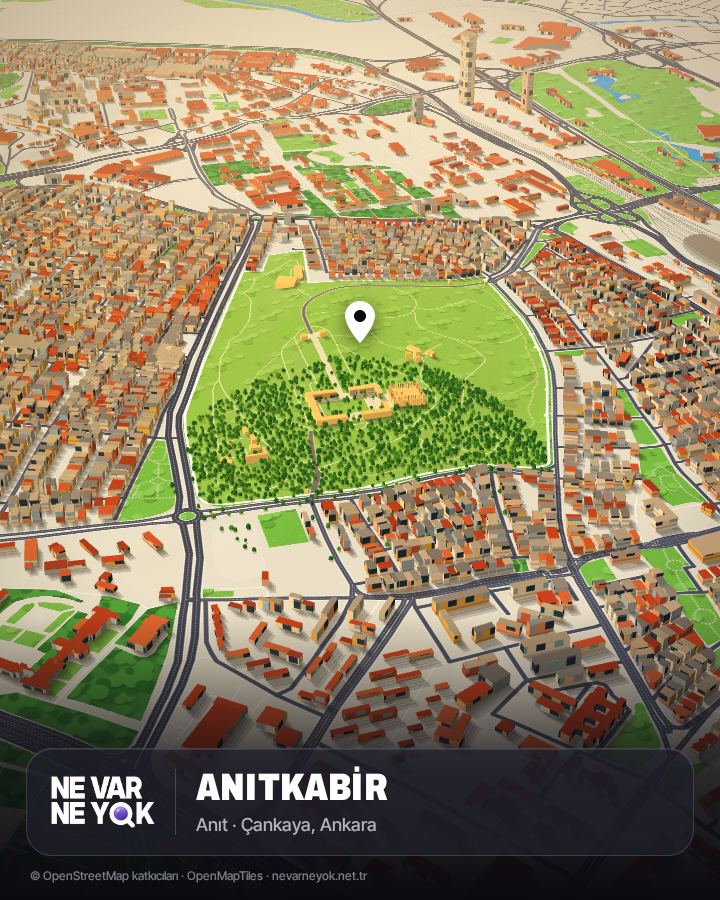 NE VAR
NE YOK
ANITKABİR
Anıt · Çankaya, Ankara
© OpenStreetMap katkıcıları · OpenMapTiles · nevarneyok.net.tr